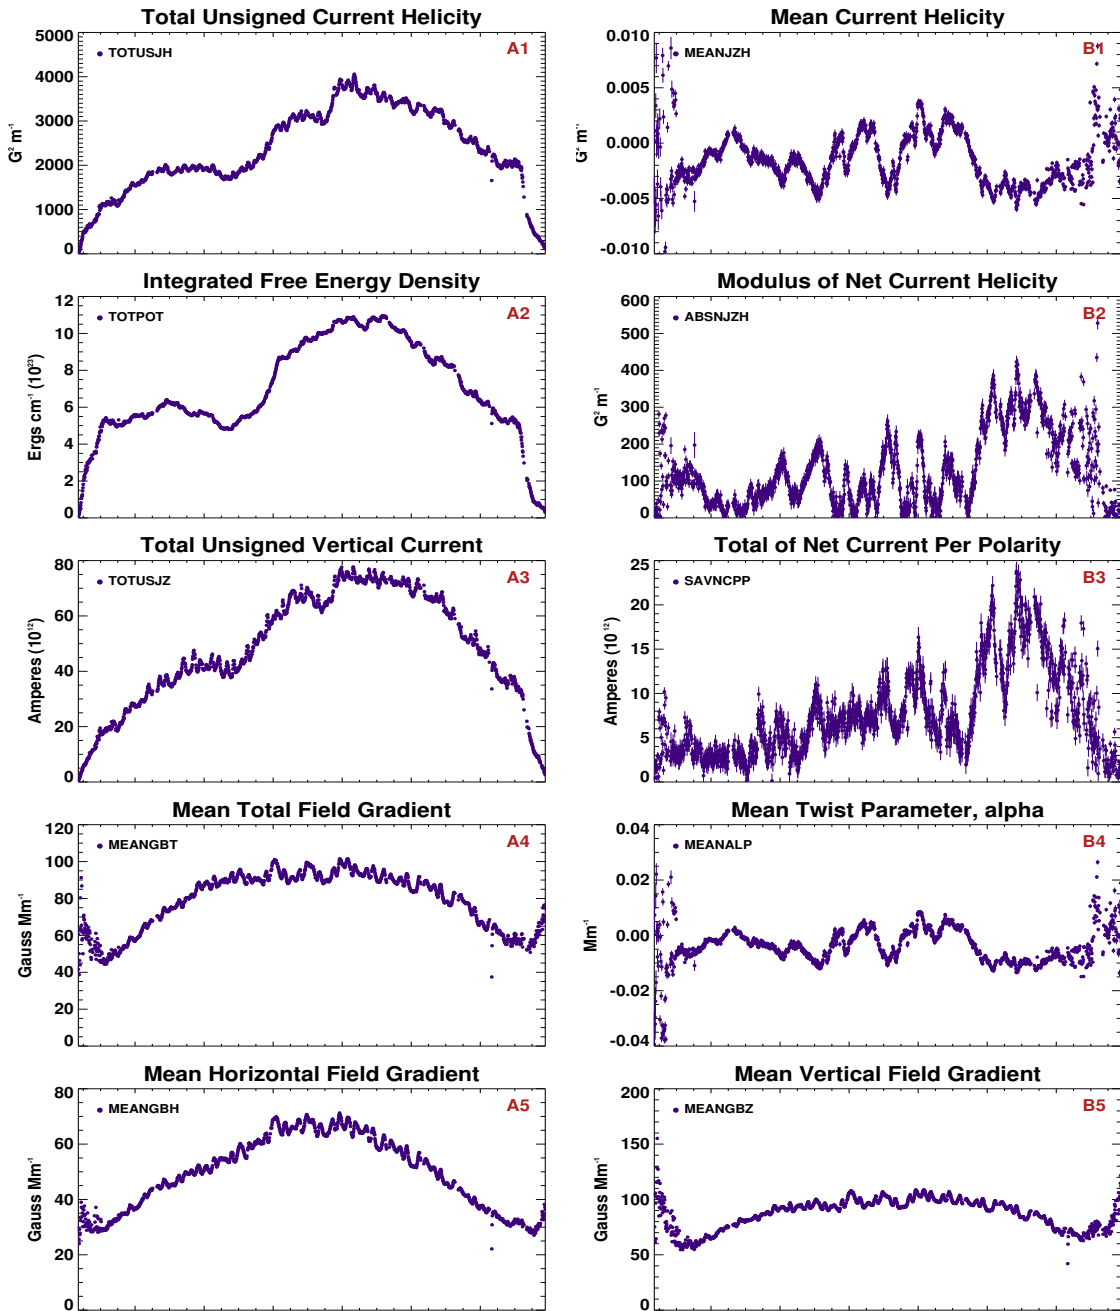 Total Unsigned Current Helicity
5000
4000
3000
2000
1000
0
G² m⁻¹
TOTUSJH
A1
Mean Current Helicity
0.010
0.005
0.000
-0.005
-0.010
G² m⁻¹
MEANJZH
B1
Integrated Free Energy Density
12
10
8
6
4
2
0
Ergs cm⁻¹ (10²³)
TOTPOT
A2
Modulus of Net Current Helicity
600
500
400
300
200
100
0
G² m⁻¹
ABSNJZH
B2
Total Unsigned Vertical Current
80
60
40
20
0
Amperes (10¹²)
TOTUSJZ
A3
Total of Net Current Per Polarity
25
20
15
10
5
0
Amperes (10¹²)
SAVNCPP
B3
Mean Total Field Gradient
120
100
80
60
40
20
0
Gauss Mm⁻¹
MEANGBT
A4
Mean Twist Parameter, alpha
0.04
0.02
0.00
-0.02
-0.04
Mm⁻¹
MEANALP
B4
Mean Horizontal Field Gradient
80
60
40
20
0
Gauss Mm⁻¹
MEANGBH
A5
Mean Vertical Field Gradient
200
150
100
50
0
Gauss Mm⁻¹
MEANGBZ
B5